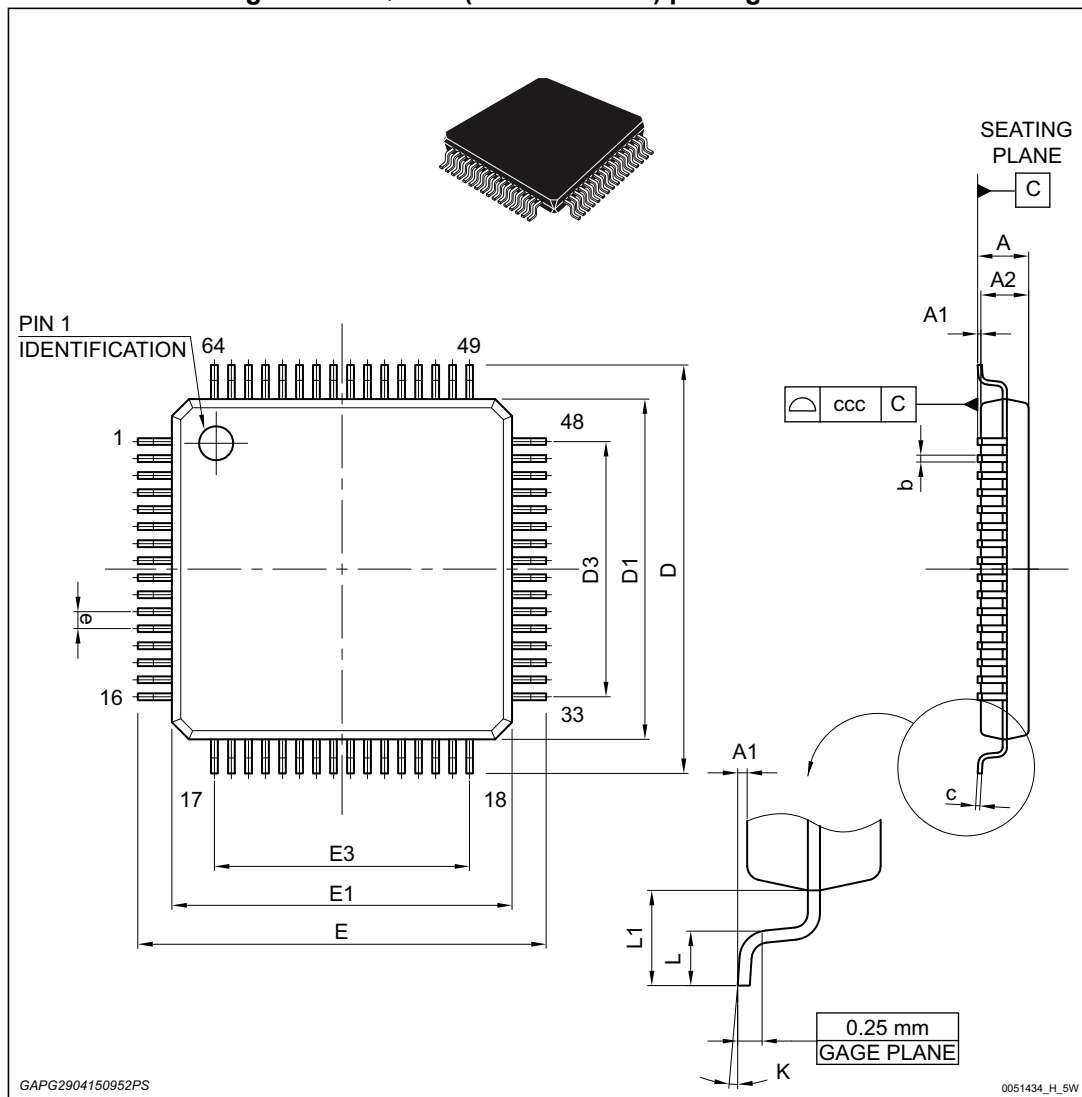 SEATING
PLANE
C
A
A2
A1
PIN 1
IDENTIFICATION
64
49
ccc
C
1
48
b
D3
D1
D
e
16
33
A1
17
18
c
E3
E1
L1
L
E
0.25 mm
GAGE PLANE
K
GAPG2904150952PS
0051434_H_5W